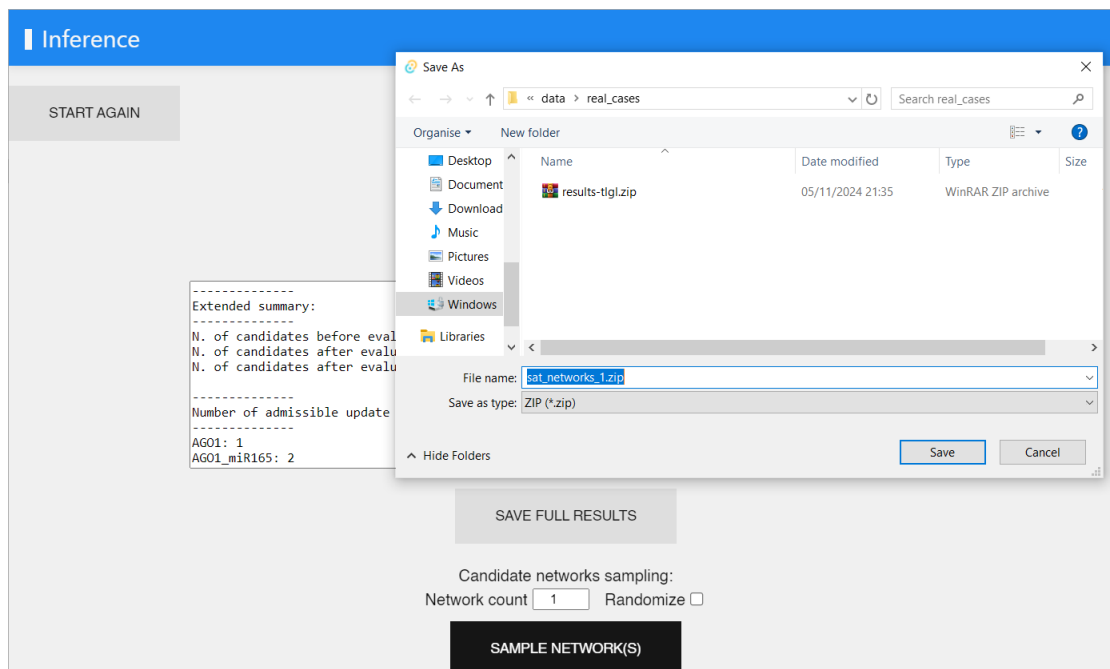 Inference
START AGAIN
Save As
« data > real_cases
Search real_cases
Organise
New folder
?
Desktop
Document
Download
Music
Pictures
Videos
Windows
Libraries
Name
Date modified
Type
Size
results-tlgl.zip
05/11/2024 21:35
WinRAR ZIP archive
File name: sat_networks_1.zip
Save as type: ZIP (*.zip)
Hide Folders
Save
Cancel
--------------
Extended summary:
--------------
N. of candidates before eval
N. of candidates after evalu
N. of candidates after evalu
--------------
Number of admissible update
--------------
AGO1: 1
AGO1_miR165: 2
SAVE FULL RESULTS
Candidate networks sampling:
Network count 1 Randomize
SAMPLE NETWORK(S)